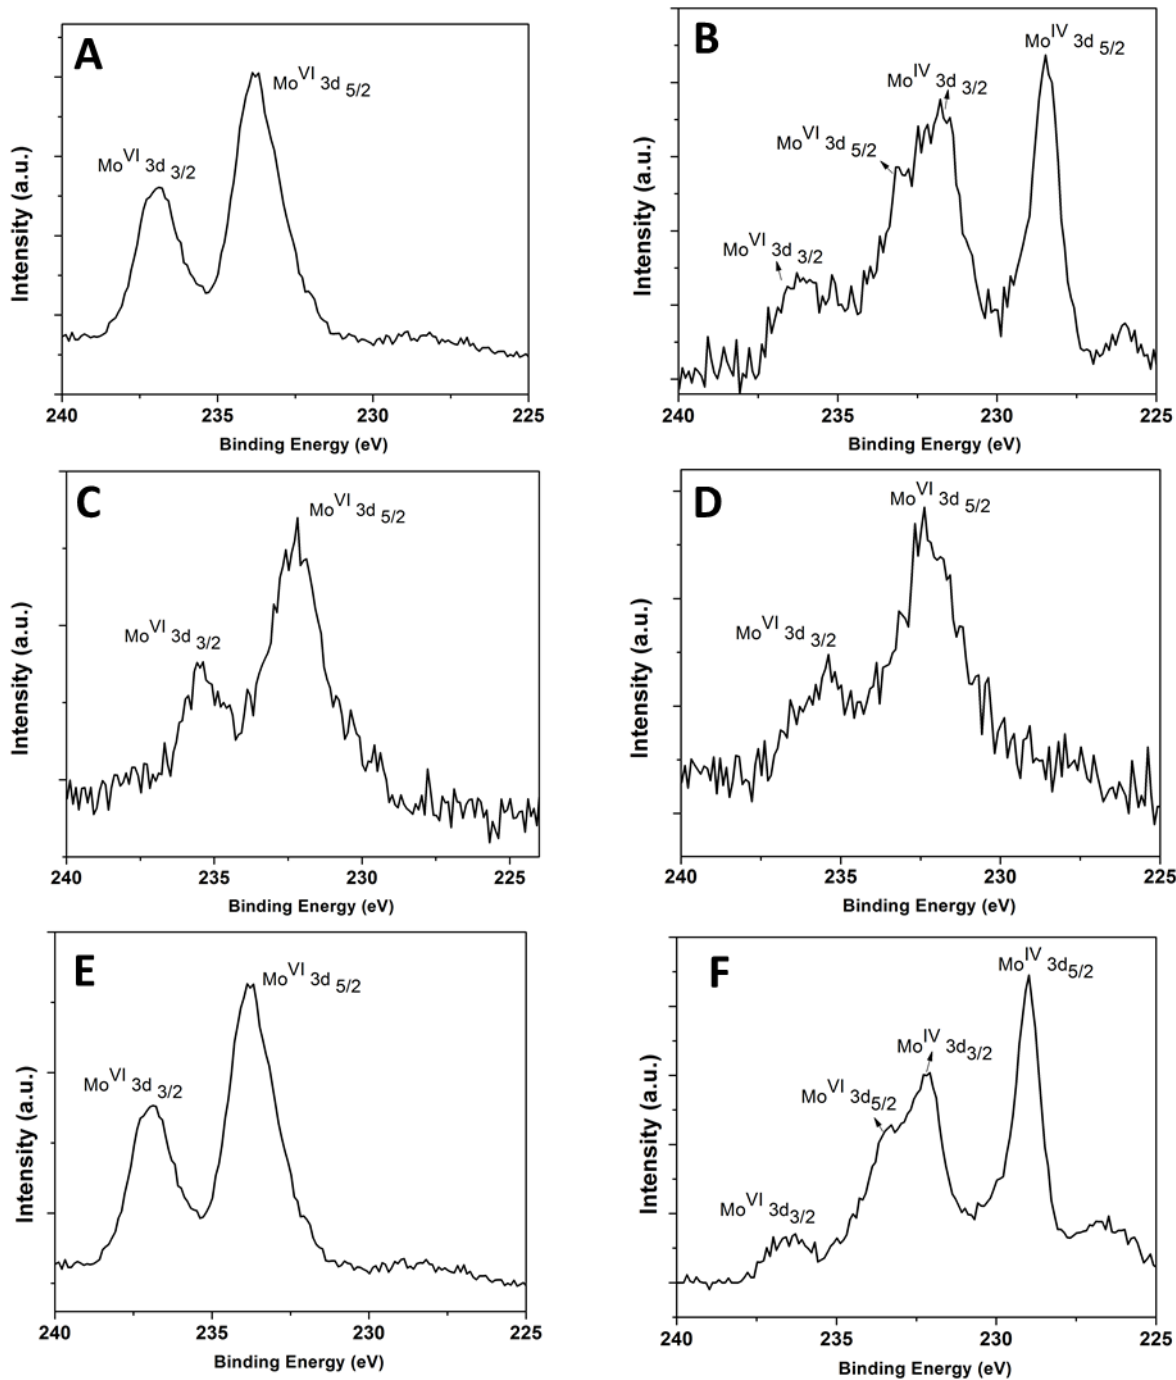 A
Mo^VI 3d 5/2
Mo^VI 3d 3/2
Intensity (a.u.)
240 235 230 225
Binding Energy (eV)
B
Mo^IV 3d 5/2
Mo^IV 3d 3/2
Mo^VI 3d 5/2
Mo^VI 3d 3/2
Intensity (a.u.)
240 235 230 225
Binding Energy (eV)
C
Mo^VI 3d 5/2
Mo^VI 3d 3/2
Intensity (a.u.)
240 235 230 225
Binding Energy (eV)
D
Mo^VI 3d 5/2
Mo^VI 3d 3/2
Intensity (a.u.)
240 235 230 225
Binding Energy (eV)
E
Mo^VI 3d 5/2
Mo^VI 3d 3/2
Intensity (a.u.)
240 235 230 225
Binding Energy (eV)
F
Mo^IV 3d5/2
Mo^IV 3d3/2
Mo^VI 3d5/2
Mo^VI 3d3/2
Intensity (a.u.)
240 235 230 225
Binding Energy (eV)